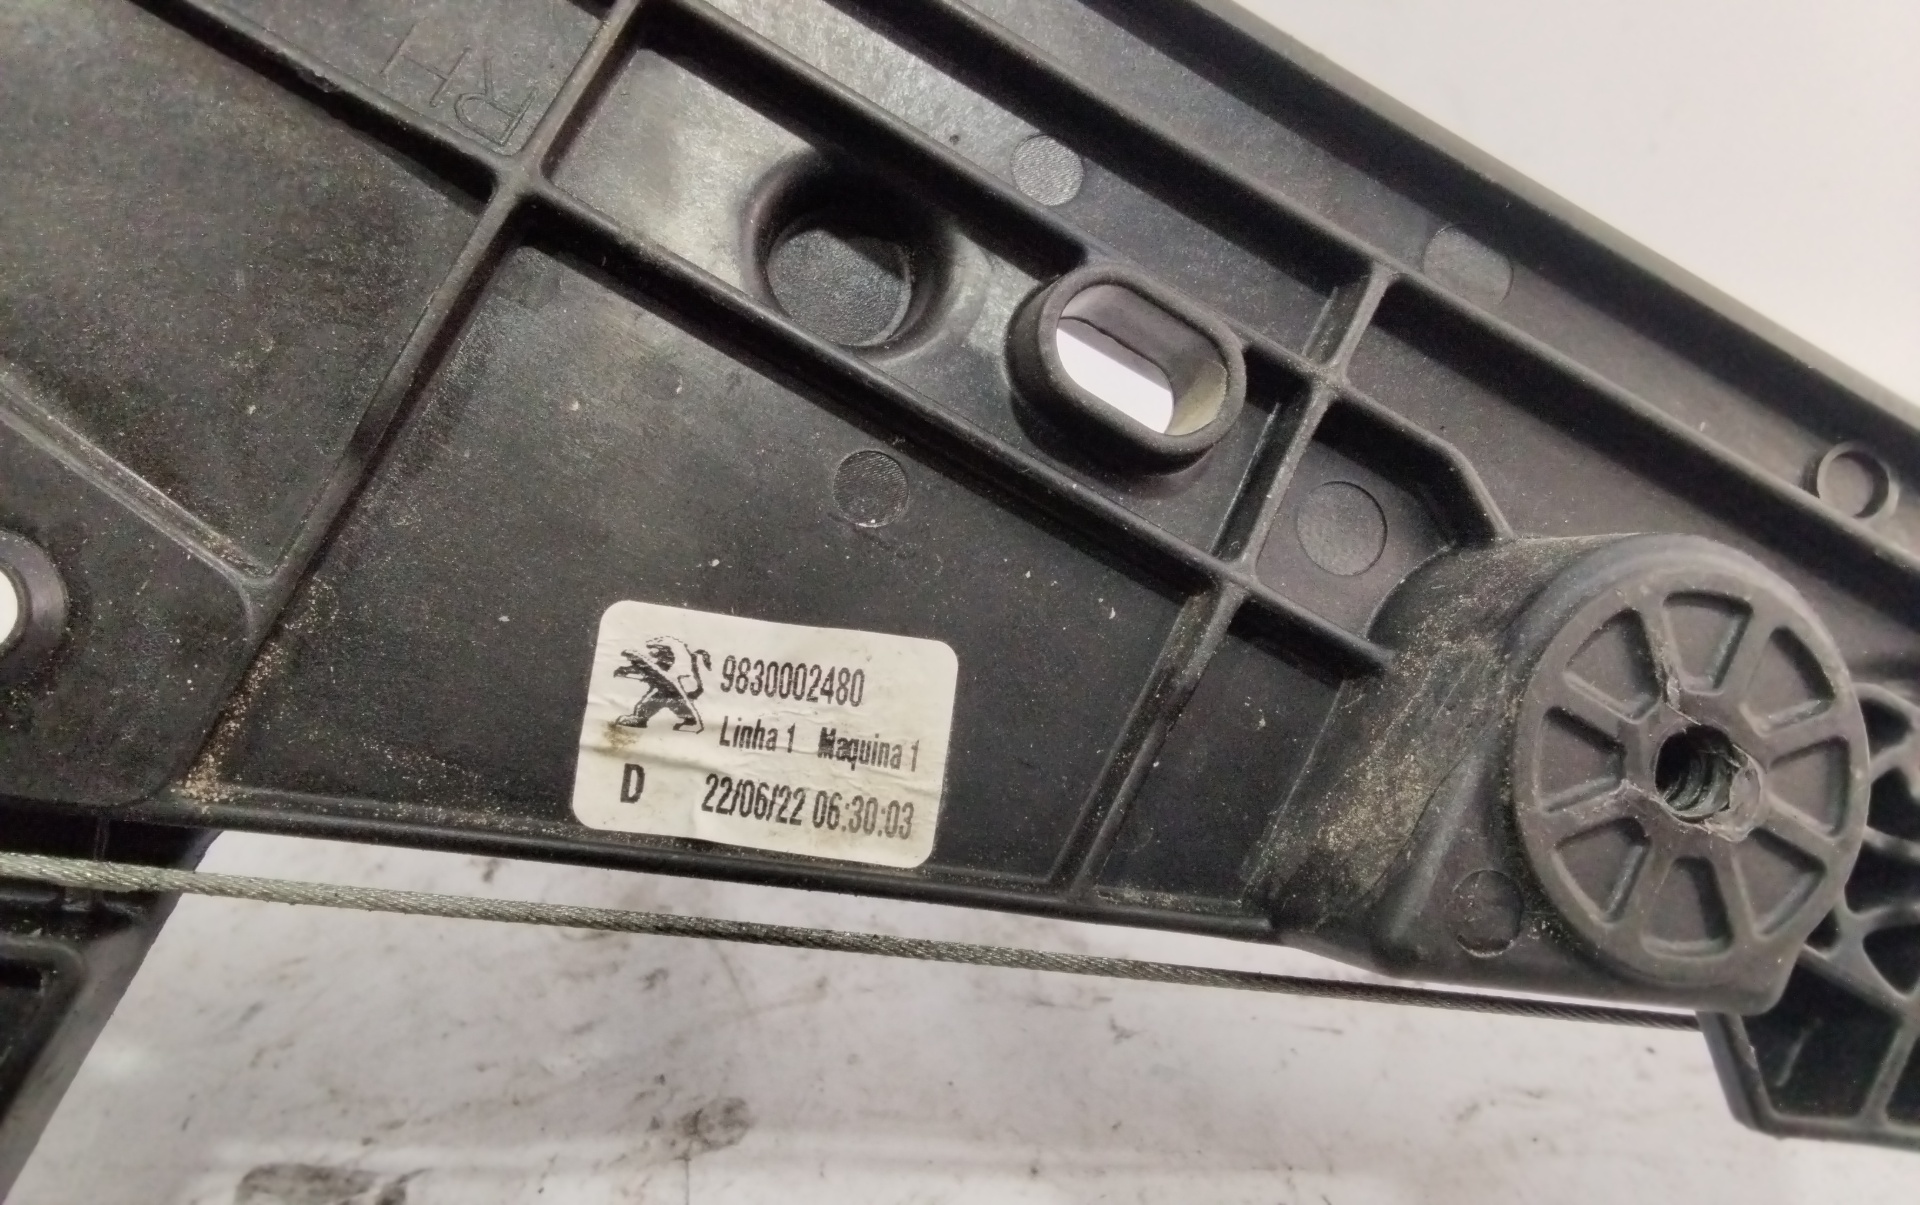 RH
9830002480
Linha 1 Maquina 1
D 22/06/22 06:30:03